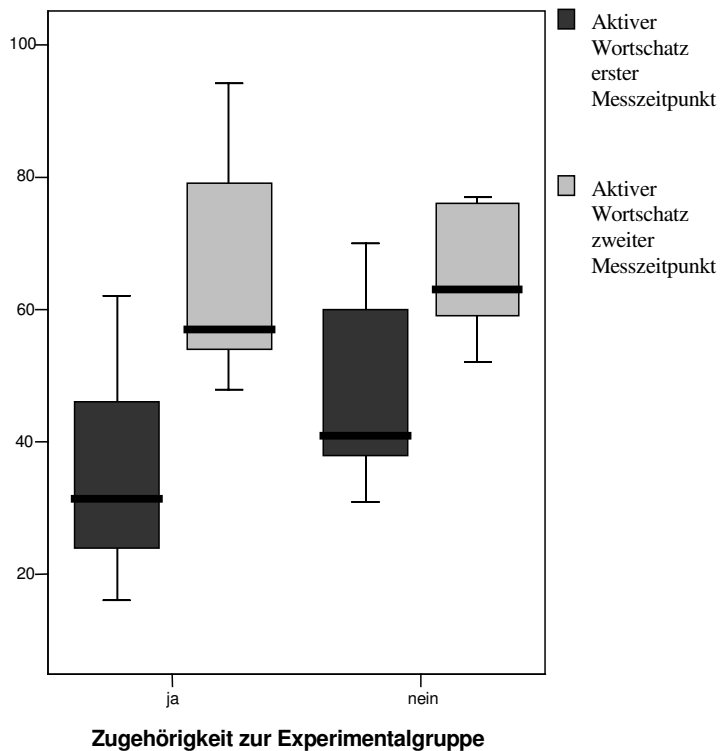 100
80
60
40
20
ja
nein
Zugehörigkeit zur Experimentalgruppe
Aktiver
Wortschatz
erster
Messzeitpunkt
Aktiver
Wortschatz
zweiter
Messzeitpunkt